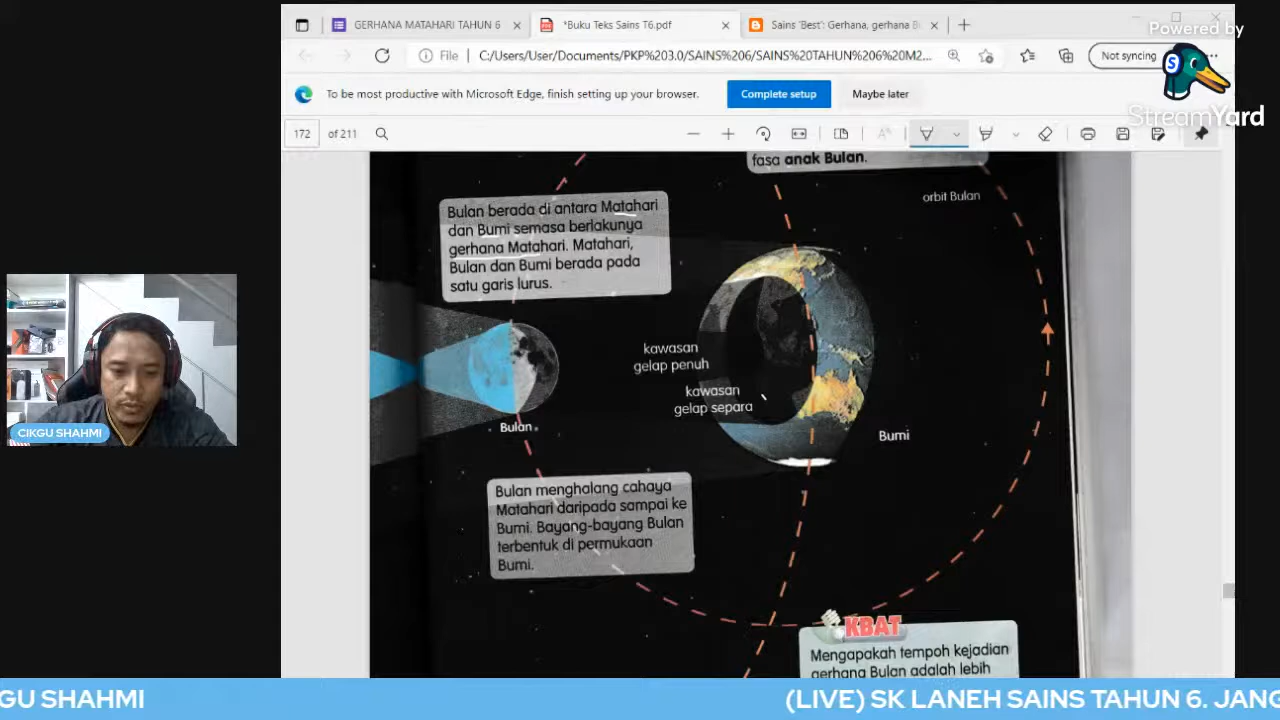 GERHANA MATAHARI TAHUN 6
*Buku Teks Sains T6.pdf
Sains 'Best': Gerhana, gerhana B
Powered by
StreamYard
File
C:/Users/User/Documents/PKP%203.0/SAINS%206/SAINS%20TAHUN%206%20M2...
Not syncing
To be most productive with Microsoft Edge, finish setting up your browser.
Complete setup
Maybe later
172
of 211
fasa anak Bulan.
orbit Bulan
Bulan berada di antara Matahari
dan Bumi semasa berlakunya
gerhana Matahari. Matahari,
Bulan dan Bumi berada pada
satu garis lurus.
kawasan
gelap penuh
kawasan
gelap separa
Bulan
Bumi
CIKGU SHAHMI
Bulan menghalang cahaya
Matahari daripada sampai ke
Bumi. Bayang-bayang Bulan
terbentuk di permukaan
Bumi.
KBAT
Mengapakah tempoh kejadian
gerhana Bulan adalah lebih
GU SHAHMI
(LIVE) SK LANEH SAINS TAHUN 6. JANG